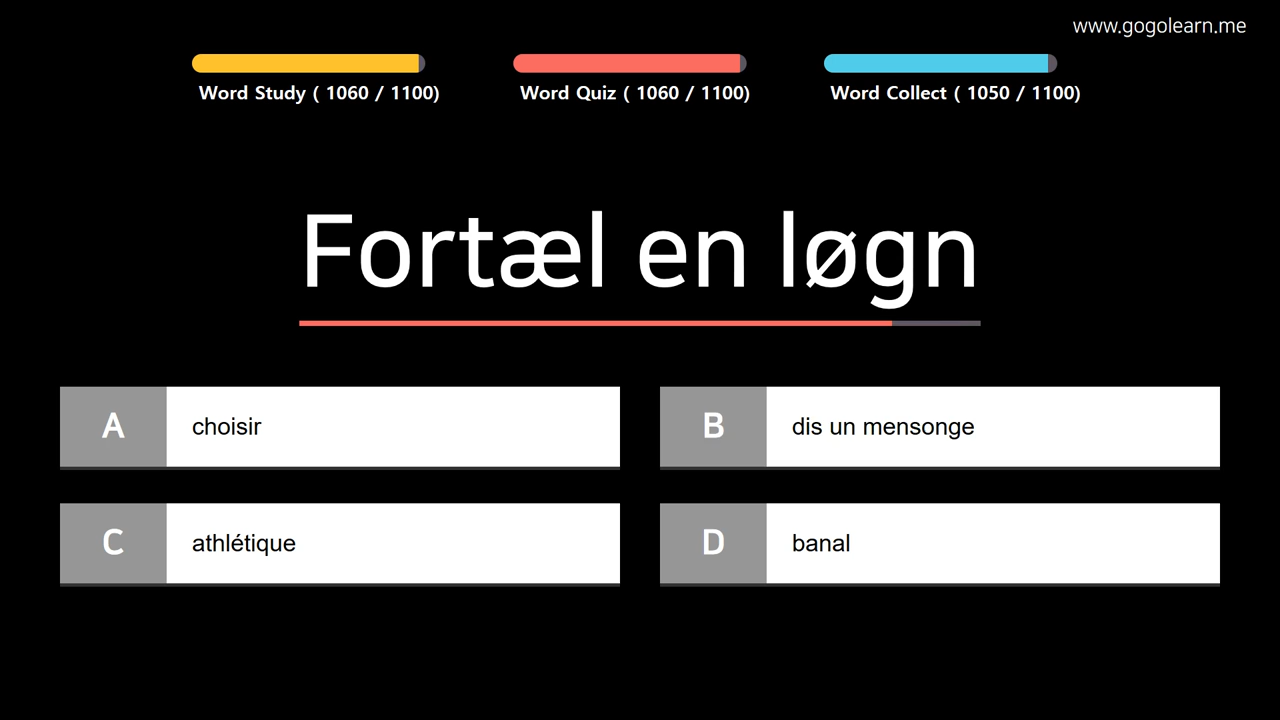 www.gogolearn.me
Word Study ( 1060 / 1100)
Word Quiz ( 1060 / 1100)
Word Collect ( 1050 / 1100)
Fortæl en løgn
A choisir
B dis un mensonge
C athlétique
D banal